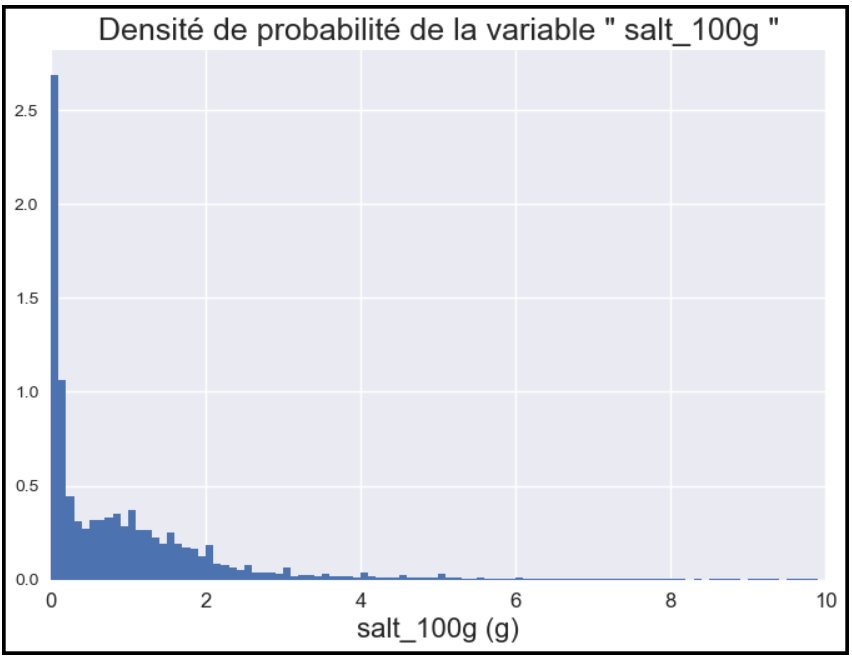 Densité de probabilité de la variable " salt_100g "
2.5
2.0
1.5
1.0
0.5
0.0
0 2 4 6 8 10
salt_100g (g)